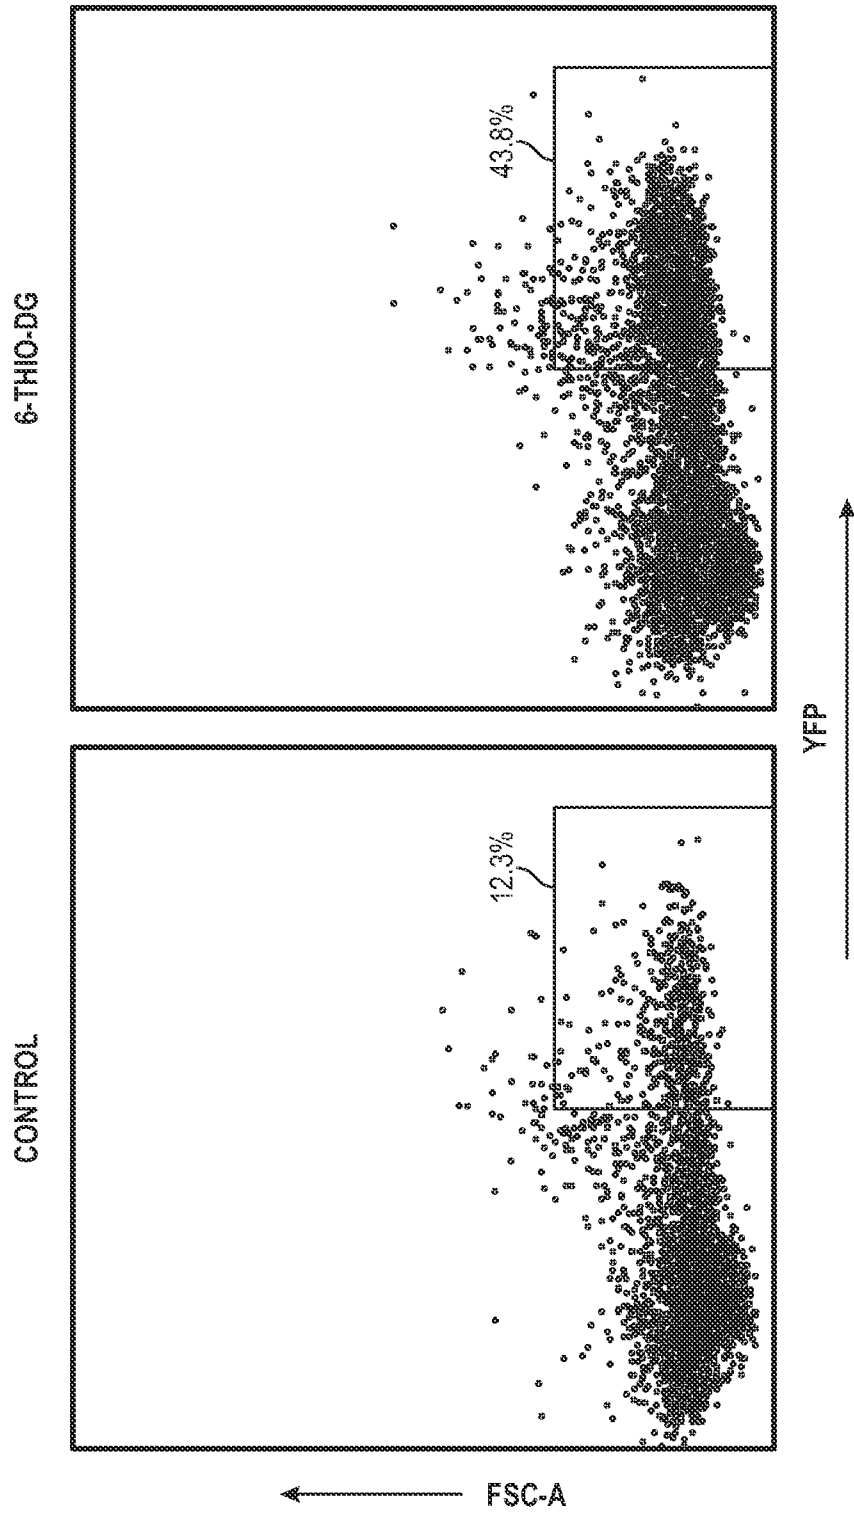 CONTROL
6-THIO-DG
12.3%
43.8%
FSC-A
YFP